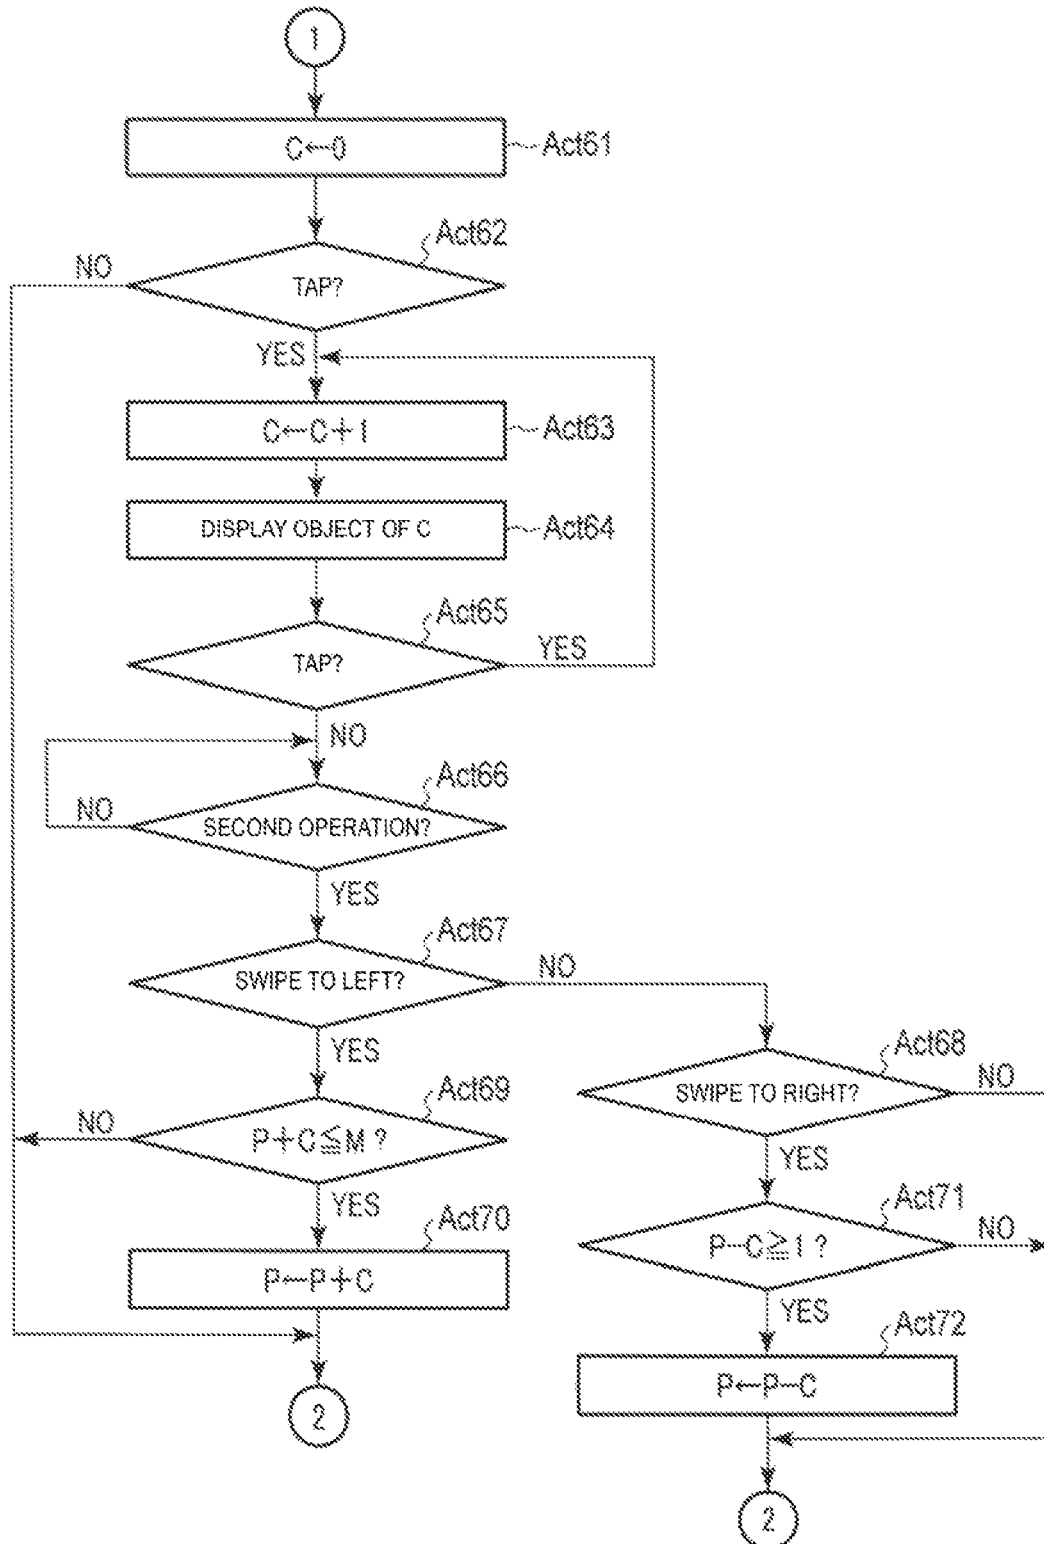 1
C←0
Act61
Act62
NO
TAP?
YES
C←C+1
Act63
DISPLAY OBJECT OF C
Act64
Act65
TAP?
YES
NO
Act66
NO
SECOND OPERATION?
YES
Act67
SWIPE TO LEFT?
NO
YES
Act68
SWIPE TO RIGHT?
NO
YES
Act69
NO
P+C≦M ?
YES
Act71
P−C≧1 ?
NO
YES
Act70
P←P+C
Act72
P←P−C
2
2